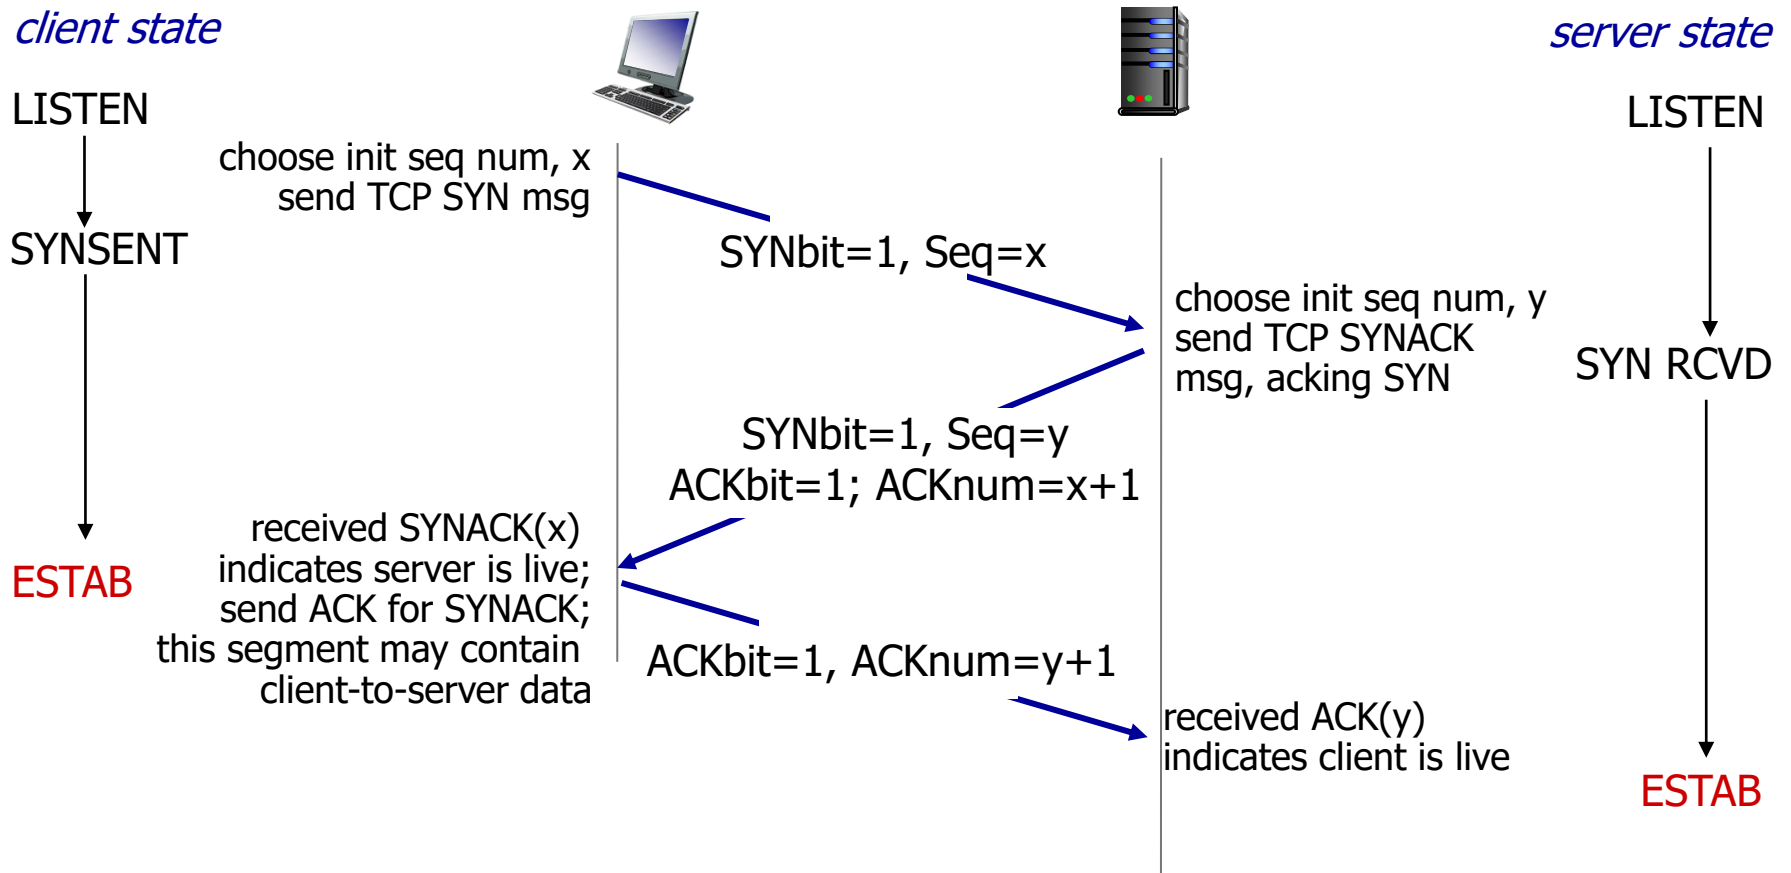 client state
server state
LISTEN
LISTEN
choose init seq num, x
send TCP SYN msg
SYNSENT
SYNbit=1, Seq=x
choose init seq num, y
send TCP SYNACK
msg, acking SYN
SYN RCVD
SYNbit=1, Seq=y
ACKbit=1; ACKnum=x+1
received SYNACK(x)
indicates server is live;
send ACK for SYNACK;
this segment may contain
client-to-server data
ESTAB
ACKbit=1, ACKnum=y+1
received ACK(y)
indicates client is live
ESTAB